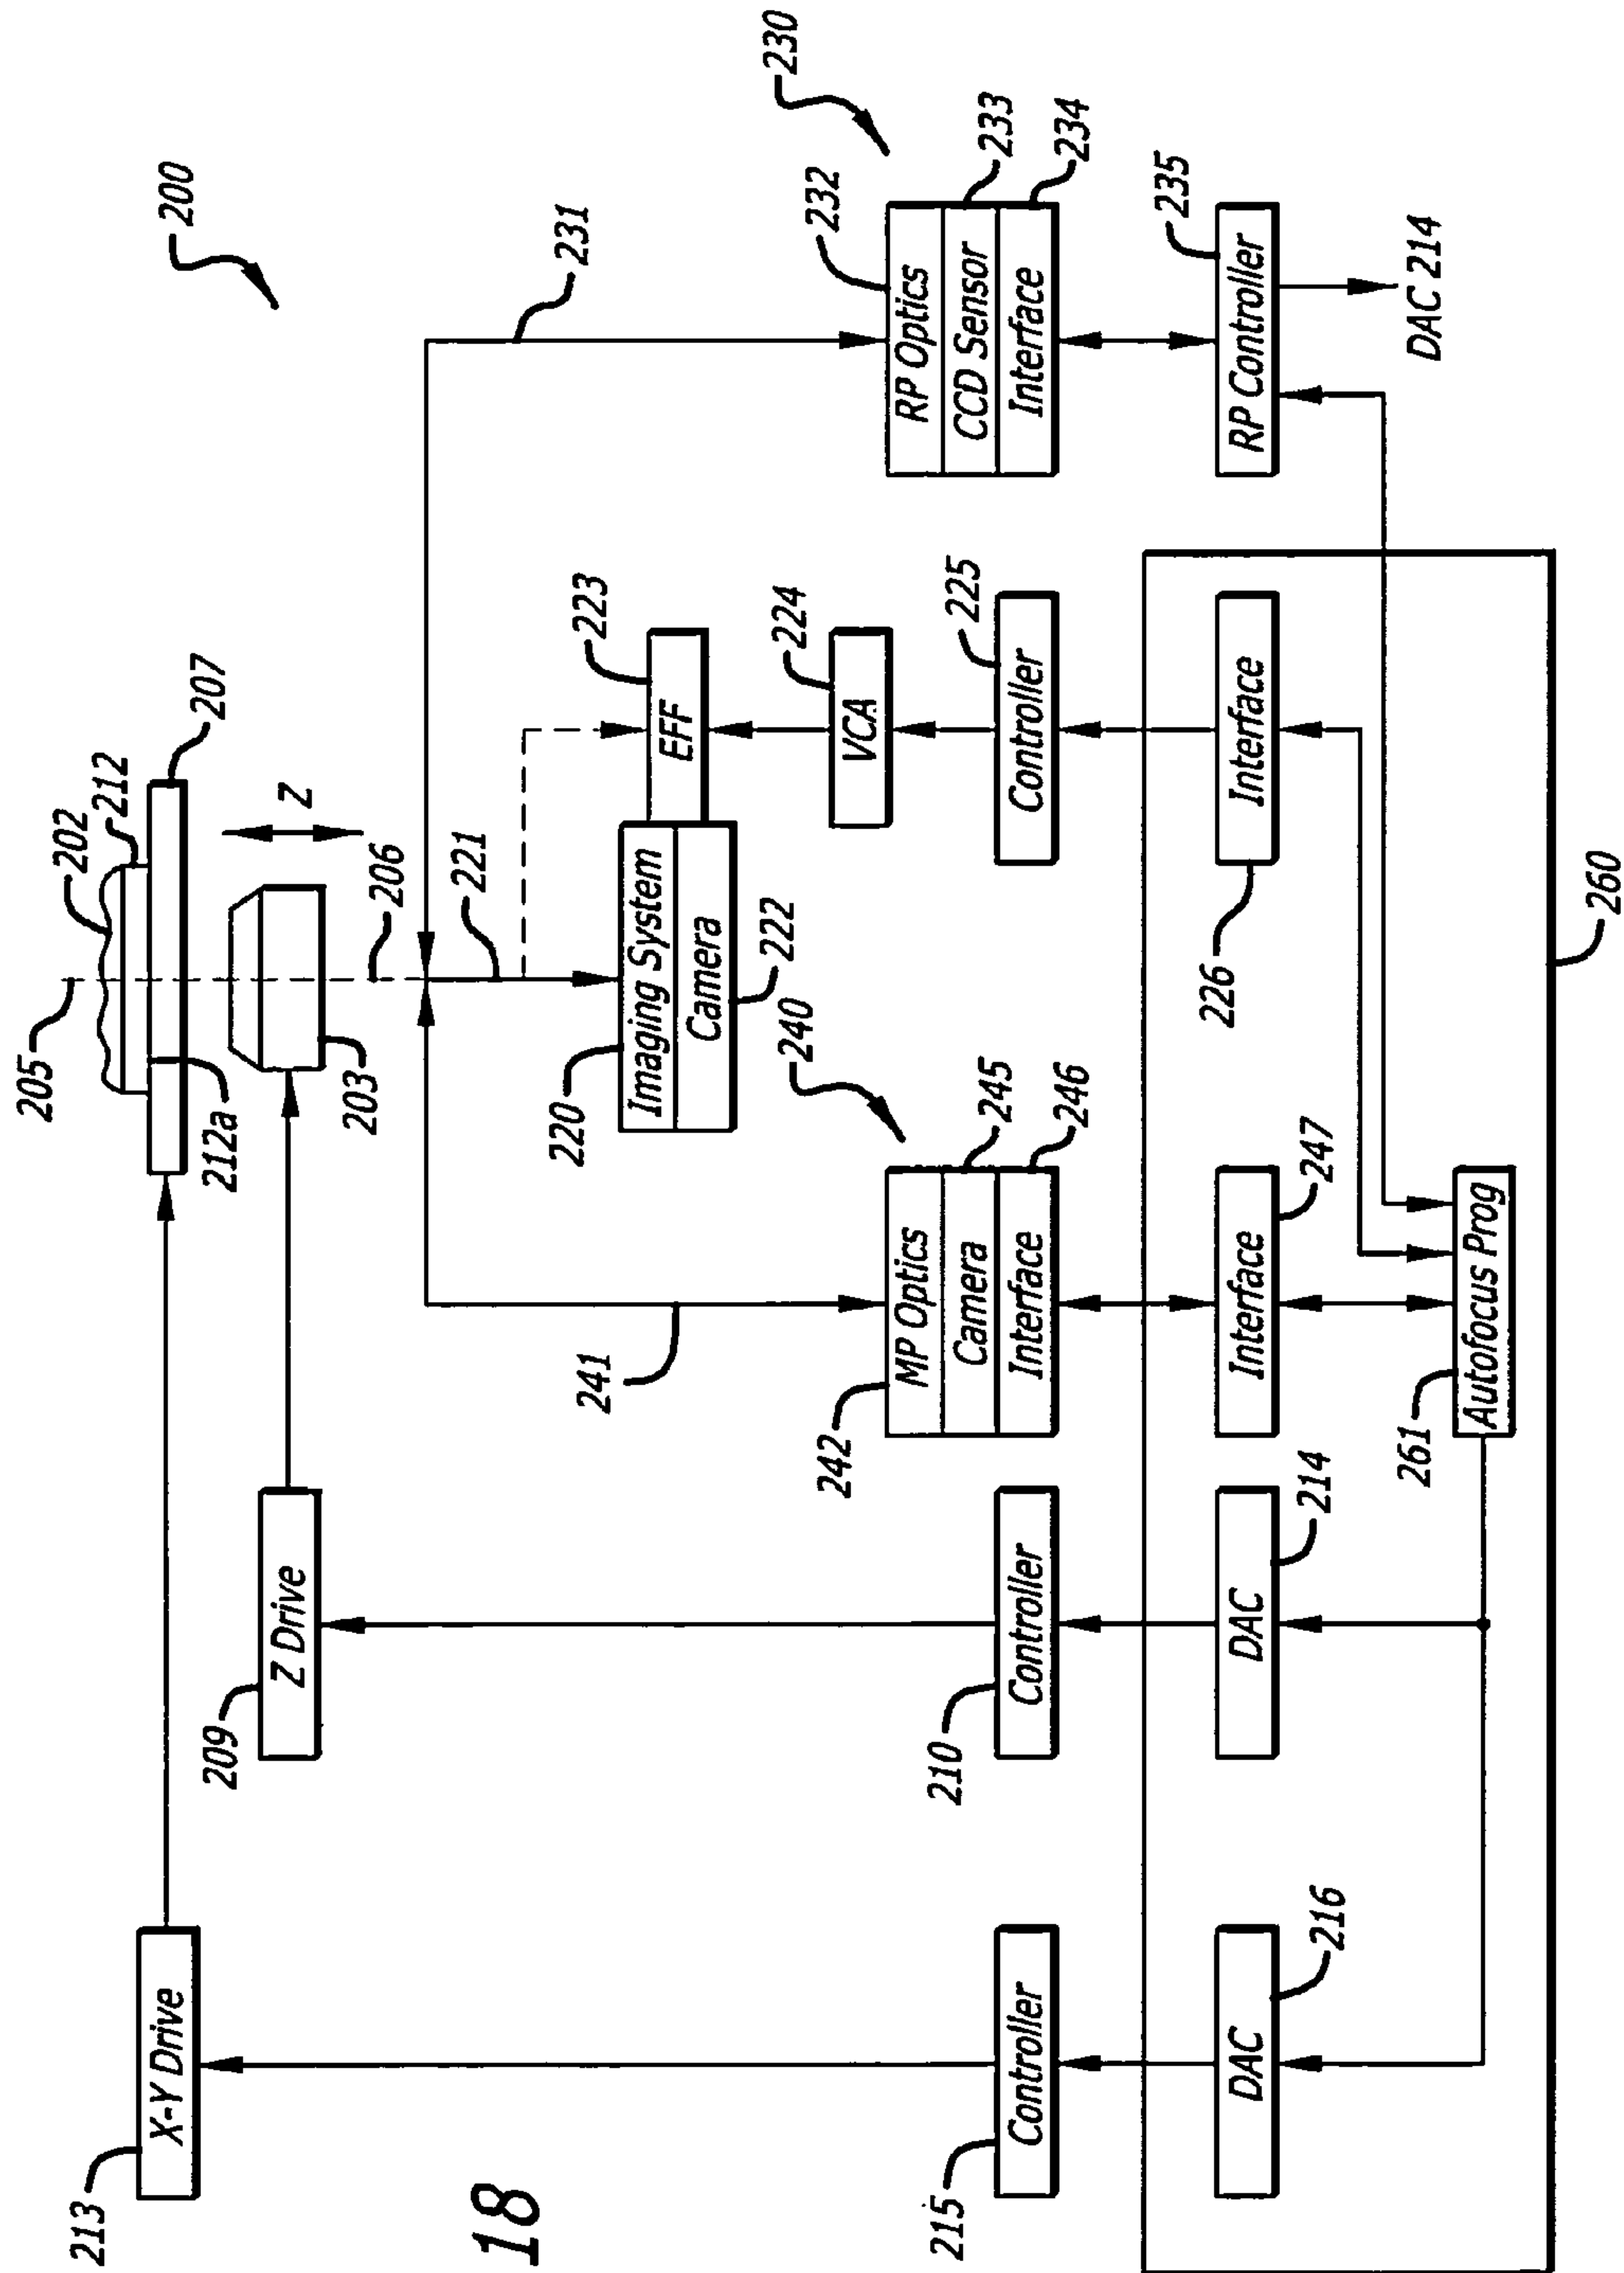 200
205
202
212
207
212a
203
Z
206
213
X-Y Drive
209
Z Drive
221
231
241
220
Imaging System
Camera
222
223
EFF
224
VCA
225
Controller
Interface
226
230
232
RP Optics
CCD Sensor
Interface
233
234
235
RP Controller
DAC 214
240
242
MP Optics
Camera
Interface
245
246
Interface
247
210
Controller
DAC
214
215
Controller
DAC
216
261
Autofocus Prog
260
18